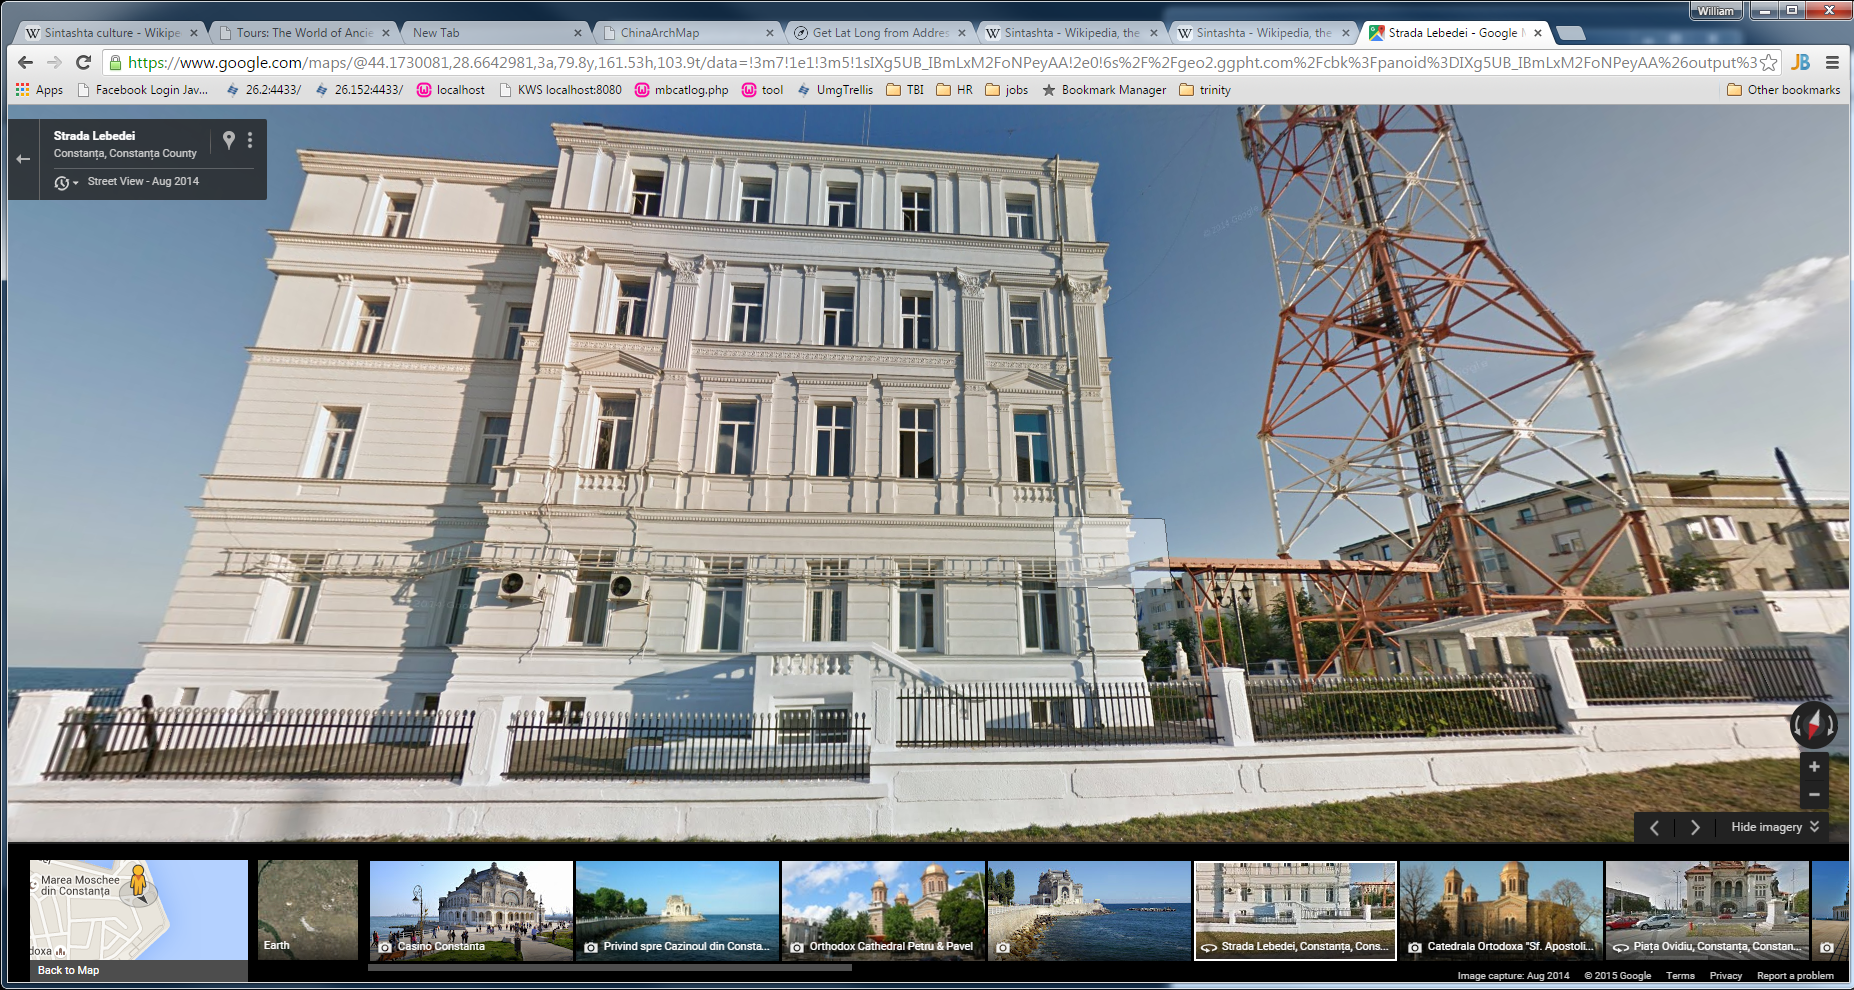 William
Sintashta culture - Wikipe
Tours: The World of Ancie
New Tab
ChinaArchMap
Get Lat Long from Addres
Sintashta - Wikipedia, the
Sintashta - Wikipedia, the
Strada Lebedei - Google M
https://www.google.com/maps/@44.1730081,28.6642981,3a,79.8y,161.53h,103.9t/data=!3m7!1e1!3m5!1sIXg5UB_IBmLxM2FoNPeyAA!2e0!6s%2F%2Fgeo2.ggpht.com%2Fcbk%3Fpanoid%3DIXg5UB_IBmLxM2FoNPeyAA%26output%3
JB
Apps
Facebook Login Jav...
26.2:4433/
26.152:4433/
localhost
KWS localhost:8080
mbcatlog.php
tool
UmgTrellis
TBI
HR
jobs
Bookmark Manager
trinity
Other bookmarks
Strada Lebedei
Constanța, Constanța County
Street View - Aug 2014
Hide imagery
Marea Moschee
din Constanța
doxa
Back to Map
Earth
Casino Constanta
Privind spre Cazinoul din Consta...
Orthodox Cathedral Petru & Pavel
Strada Lebedei, Constanța, Cons...
Catedrala Ortodoxa "Sf. Apostoli...
Piața Ovidiu, Constanța, Constan...
Image capture: Aug 2014
© 2015 Google
Terms
Privacy
Report a problem